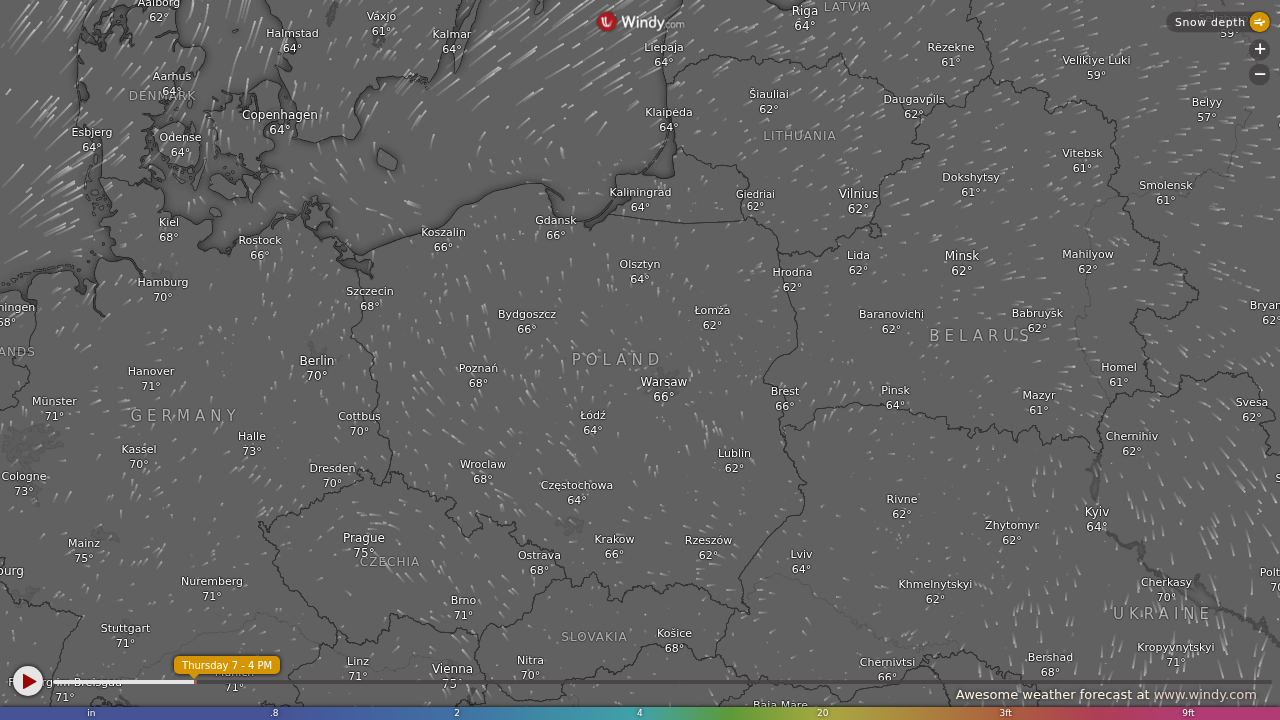 Aalborg
62°
Växjö
61°
Halmstad
64°
Kalmar
64°
Windy.com
Riga
64°
LATVIA
Snow depth
59°
+
−
Liepaja
64°
Rēzekne
61°
Velikiye Luki
59°
Aarhus
64°
DENMARK
Copenhagen
64°
Šiauliai
62°
Daugavpils
62°
Belyy
57°
Klaipėda
64°
Esbjerg
64°
Odense
64°
LITHUANIA
Vitebsk
61°
Dokshytsy
61°
Smolensk
61°
Kaliningrad
64°
Giedriai
62°
Vilnius
62°
Kiel
68°
Rostock
66°
Koszalin
66°
Gdansk
66°
Olsztyn
64°
Hrodna
62°
Lida
62°
Minsk
62°
Mahilyow
62°
Hamburg
70°
Szczecin
68°
Bydgoszcz
66°
Łomża
62°
Baranovichi
62°
Babruysk
62°
BELARUS
Berlin
70°
POLAND
Hanover
71°
Poznań
68°
Warsaw
66°
Brest
66°
Pinsk
64°
Homel
61°
Mazyr
61°
Svesa
62°
Münster
71°
GERMANY
Cottbus
70°
Łódź
64°
Chernihiv
62°
Halle
73°
Kassel
70°
Lublin
62°
Cologne
73°
Dresden
70°
Wroclaw
68°
Częstochowa
64°
Rivne
62°
Kyiv
64°
Zhytomyr
62°
Mainz
75°
Prague
75°
CZECHIA
Ostrava
68°
Krakow
66°
Rzeszow
62°
Lviv
64°
Nuremberg
71°
Khmelnytskyi
62°
Cherkasy
70°
UKRAINE
Brno
71°
Stuttgart
71°
SLOVAKIA
Košice
68°
Kropyvnytskyi
71°
Thursday 7 - 4 PM
Linz
71°
Vienna
75°
Nitra
70°
Chernivtsi
66°
Bershad
68°
71°
71°
Baia Mare
Awesome weather forecast at www.windy.com
in .8 2 4 20 3ft 9ft